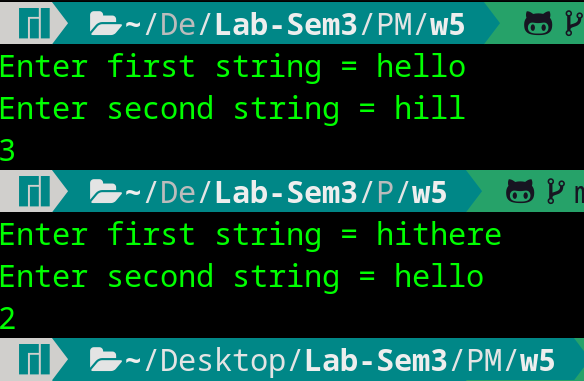 ~/De/Lab-Sem3/PM/w5
Enter first string = hello
Enter second string = hill
3
~/De/Lab-Sem3/P/w5
Enter first string = hithere
Enter second string = hello
2
~/Desktop/Lab-Sem3/PM/w5